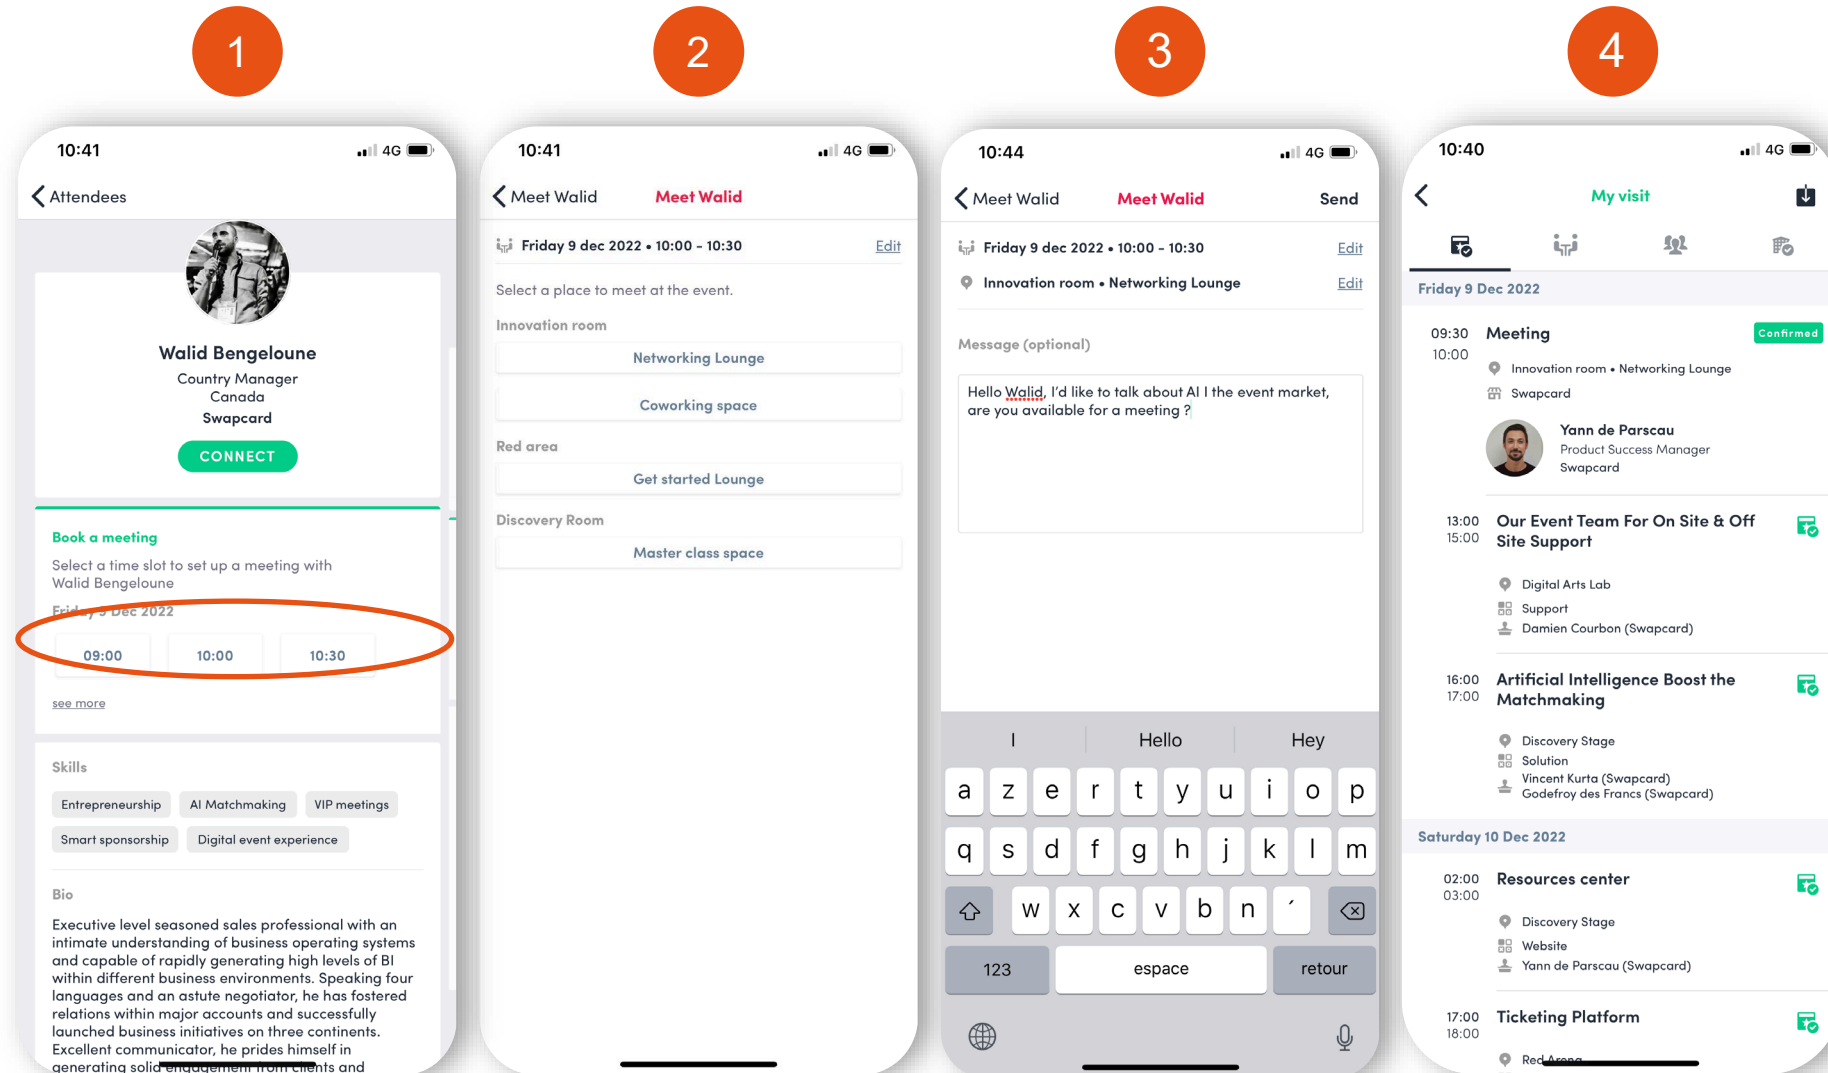 1
2
3
4
10:41
4G
Attendees
Walid Bengeloune
Country Manager
Canada
Swapcard
CONNECT
Book a meeting
Select a time slot to set up a meeting with
Walid Bengeloune
Friday 9 Dec 2022
09:00 10:00 10:30
see more
Skills
Entrepreneurship AI Matchmaking VIP meetings
Smart sponsorship Digital event experience
Bio
Executive level seasoned sales professional with an
intimate understanding of business operating systems
and capable of rapidly generating high levels of BI
within different business environments. Speaking four
languages and an astute negotiator, he has fostered
relations within major accounts and successfully
launched business initiatives on three continents.
Excellent communicator, he prides himself in
generating solid engagement from clients and
10:41
4G
Meet Walid Meet Walid
Friday 9 dec 2022 • 10:00 - 10:30 Edit
Select a place to meet at the event.
Innovation room
Networking Lounge
Coworking space
Red area
Get started Lounge
Discovery Room
Master class space
10:44
4G
Meet Walid Meet Walid Send
Friday 9 dec 2022 • 10:00 - 10:30 Edit
Innovation room • Networking Lounge Edit
Message (optional)
Hello Walid, I'd like to talk about AI I the event market,
are you available for a meeting ?
I Hello Hey
a z e r t y u i o p
q s d f g h j k l m
w x c v b n ´
123 espace retour
10:40
4G
My visit
Friday 9 Dec 2022
09:30 Meeting Confirmed
10:00
Innovation room • Networking Lounge
Swapcard
Yann de Parscau
Product Success Manager
Swapcard
13:00 Our Event Team For On Site & Off
15:00 Site Support
Digital Arts Lab
Support
Damien Courbon (Swapcard)
16:00 Artificial Intelligence Boost the
17:00 Matchmaking
Discovery Stage
Solution
Vincent Kurta (Swapcard)
Godefroy des Francs (Swapcard)
Saturday 10 Dec 2022
02:00 Resources center
03:00
Discovery Stage
Website
Yann de Parscau (Swapcard)
17:00 Ticketing Platform
18:00
Red Arena